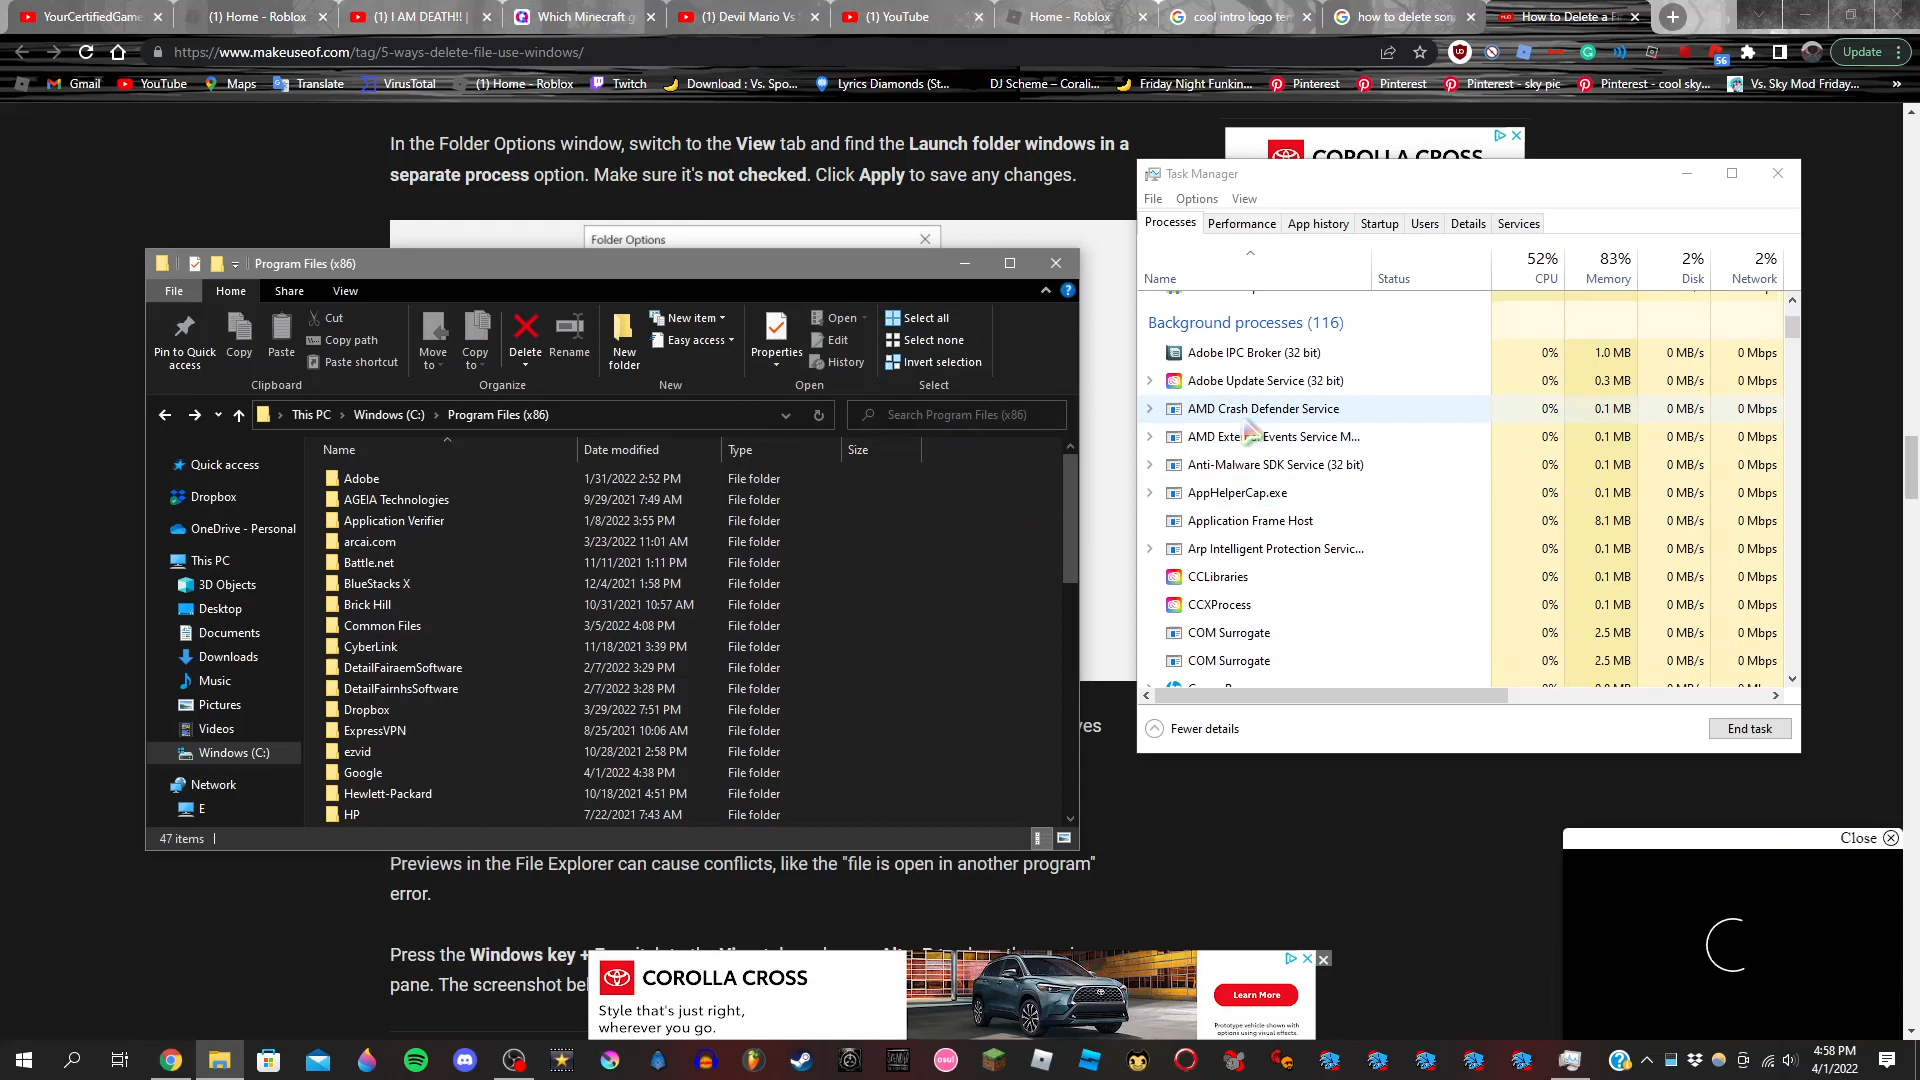 YourCertifiedGame
(1) Home - Roblox
(1) I AM DEATH!! |
Which Minecraft g
(1) Devil Mario Vs S
(1) YouTube
Home - Roblox
cool intro logo tem
how to delete som
How to Delete a Fi
https://www.makeuseof.com/tag/5-ways-delete-file-use-windows/
56
Update
Gmail
YouTube
Maps
Translate
VirusTotal
(1) Home - Roblox
Twitch
Download : Vs. Spo...
Lyrics Diamonds (St...
DJ Scheme – Corali...
Friday Night Funkin...
Pinterest
Pinterest
Pinterest - sky pic
Pinterest - cool sky...
Vs. Sky Mod Friday...
»
In the Folder Options window, switch to the View tab and find the Launch folder windows in a
separate process option. Make sure it's not checked. Click Apply to save any changes.
COROLLA CROSS
Folder Options
Program Files (x86)
File
Home
Share
View
Pin to Quick access
Copy
Paste
Cut
Copy path
Paste shortcut
Clipboard
Move to
Copy to
Delete
Rename
Organize
New folder
New item
Easy access
New
Properties
Open
Edit
History
Open
Select all
Select none
Invert selection
Select
This PC > Windows (C:) > Program Files (x86)
Search Program Files (x86)
Quick access
Dropbox
OneDrive - Personal
This PC
3D Objects
Desktop
Documents
Downloads
Music
Pictures
Videos
Windows (C:)
Network
E
Name Date modified Type Size
Adobe 1/31/2022 2:52 PM File folder
AGEIA Technologies 9/29/2021 7:49 AM File folder
Application Verifier 1/8/2022 3:55 PM File folder
arcai.com 3/23/2022 11:01 AM File folder
Battle.net 11/11/2021 1:11 PM File folder
BlueStacks X 12/4/2021 1:58 PM File folder
Brick Hill 10/31/2021 10:57 AM File folder
Common Files 3/5/2022 4:08 PM File folder
CyberLink 11/18/2021 3:39 PM File folder
DetailFairaemSoftware 2/7/2022 3:29 PM File folder
DetailFairnhsSoftware 2/7/2022 3:28 PM File folder
Dropbox 3/29/2022 7:51 PM File folder
ExpressVPN 8/25/2021 10:06 AM File folder
ezvid 10/28/2021 2:58 PM File folder
Google 4/1/2022 4:38 PM File folder
Hewlett-Packard 10/18/2021 4:51 PM File folder
HP 7/22/2021 7:43 AM File folder
47 items
Task Manager
File Options View
Processes Performance App history Startup Users Details Services
52% 83% 2% 2%
Name Status CPU Memory Disk Network
Background processes (116)
Adobe IPC Broker (32 bit) 0% 1.0 MB 0 MB/s 0 Mbps
Adobe Update Service (32 bit) 0% 0.3 MB 0 MB/s 0 Mbps
AMD Crash Defender Service 0% 0.1 MB 0 MB/s 0 Mbps
AMD Exter Events Service M... 0% 0.1 MB 0 MB/s 0 Mbps
Anti-Malware SDK Service (32 bit) 0% 0.1 MB 0 MB/s 0 Mbps
AppHelperCap.exe 0% 0.1 MB 0 MB/s 0 Mbps
Application Frame Host 0% 8.1 MB 0 MB/s 0 Mbps
Arp Intelligent Protection Servic... 0% 0.1 MB 0 MB/s 0 Mbps
CCLibraries 0% 0.1 MB 0 MB/s 0 Mbps
CCXProcess 0% 0.1 MB 0 MB/s 0 Mbps
COM Surrogate 0% 2.5 MB 0 MB/s 0 Mbps
COM Surrogate 0% 2.5 MB 0 MB/s 0 Mbps
Fewer details
End task
ves
Close
Previews in the File Explorer can cause conflicts, like the "file is open in another program"
error.
Press the Windows key +
pane. The screenshot bel
COROLLA CROSS
Style that's just right,
wherever you go.
Learn More
Prototype vehicle shown with
options using visual effects.
osu!
4:58 PM
4/1/2022